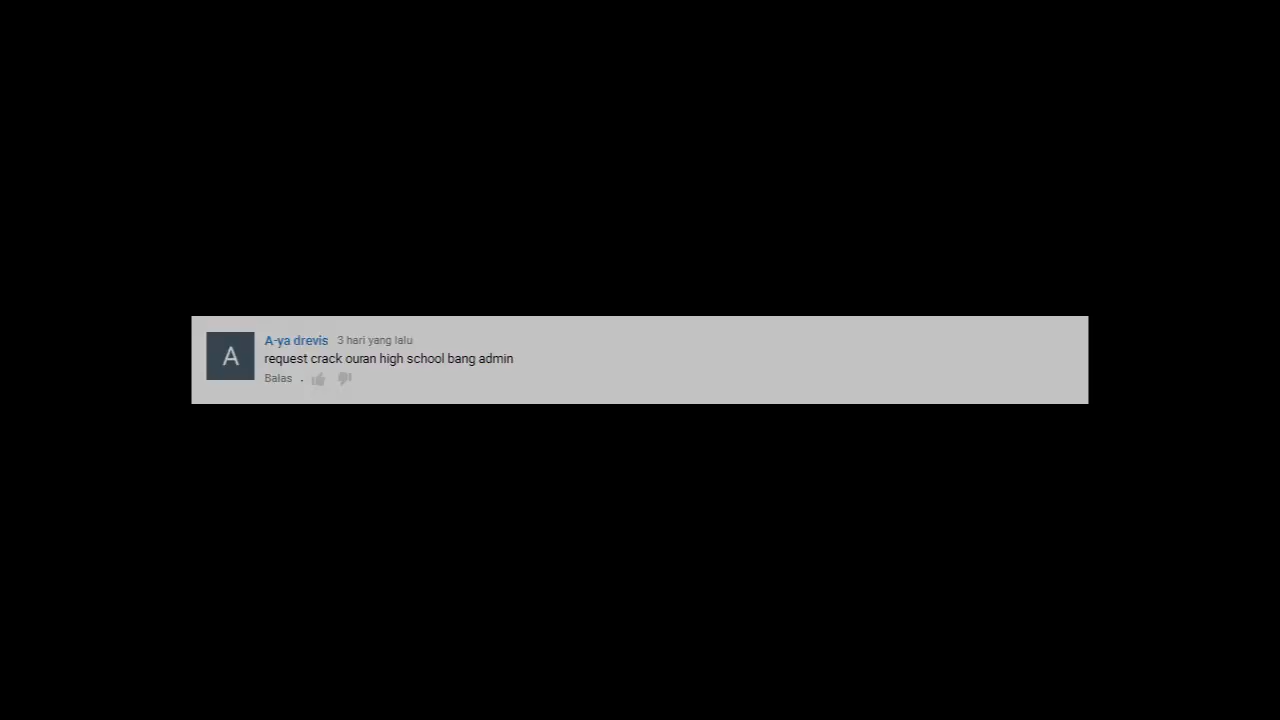 A
A-ya drevis 3 hari yang lalu
request crack ouran high school bang admin
Balas .